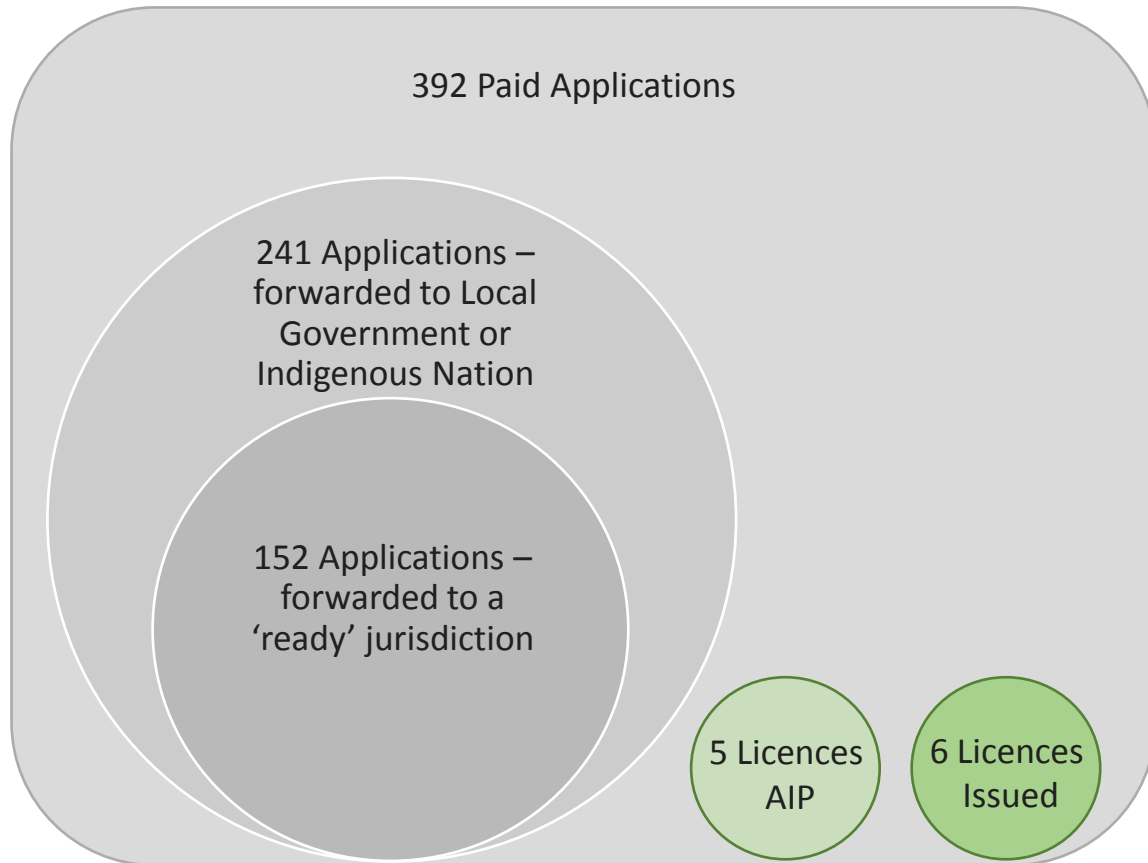 392 Paid Applications
241 Applications –
forwarded to Local
Government or
Indigenous Nation
152 Applications –
forwarded to a
‘ready’ jurisdiction
5 Licences
AIP
6 Licences
Issued